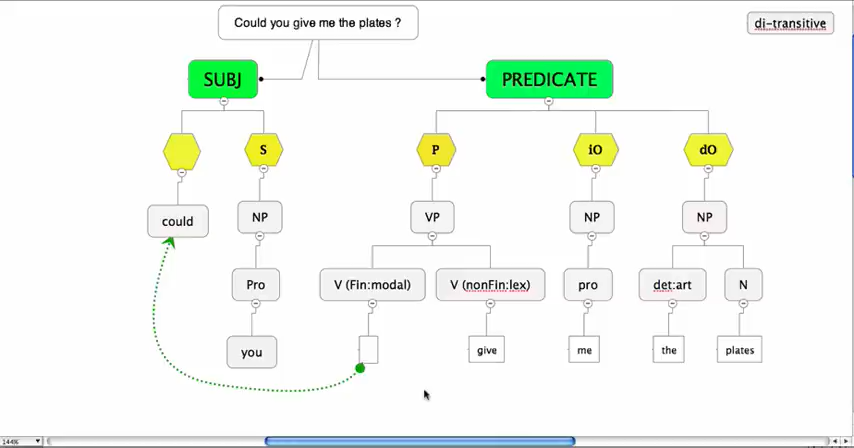 Could you give me the plates ?
di-transitive
SUBJ
PREDICATE
S
P
iO
dO
could
NP
VP
NP
NP
Pro
V (Fin:modal)
V (nonFin:lex)
pro
det:art
N
you
give
me
the
plates
144%